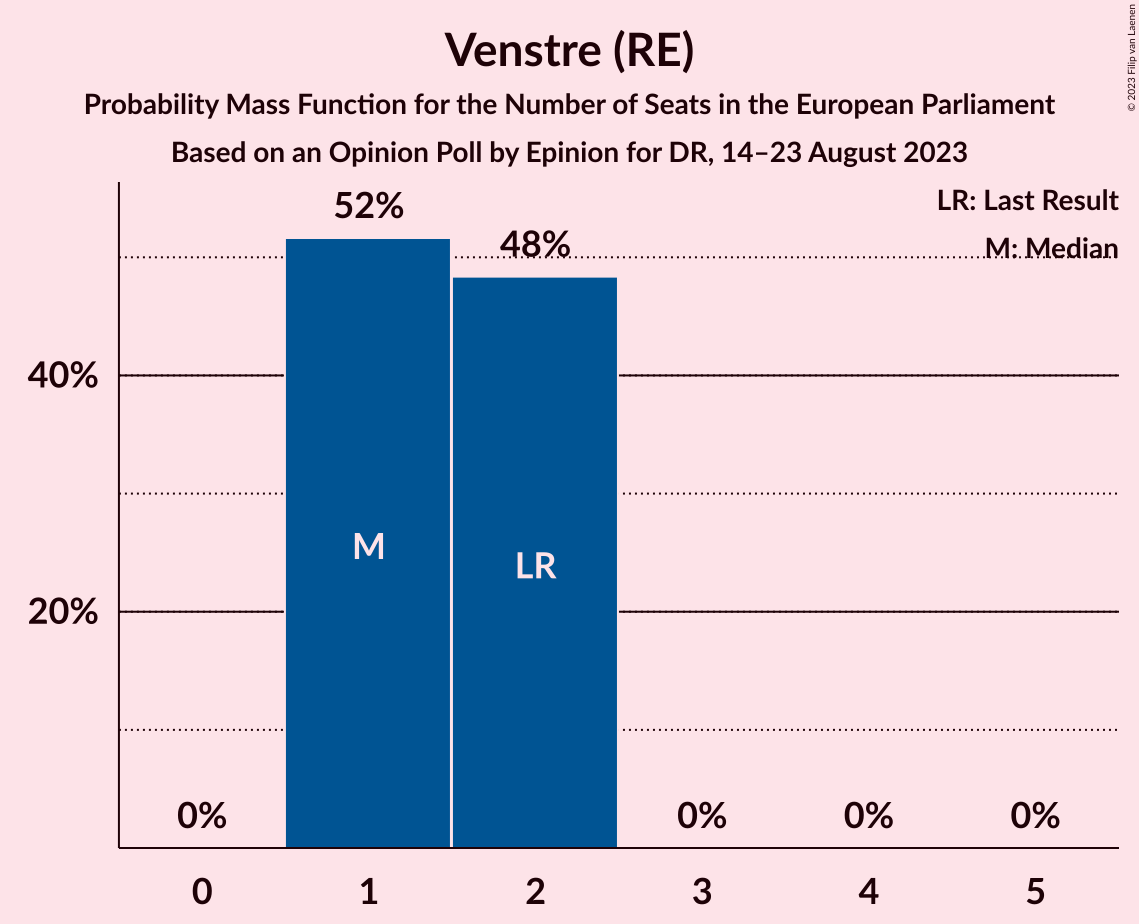 Venstre (RE)
Probability Mass Function for the Number of Seats in the European Parliament
Based on an Opinion Poll by Epinion for DR, 14–23 August 2023
© 2023 Filip van Laenen
LR: Last Result
M: Median
52%
48%
40%
20%
M
LR
0%
0%
0%
0%
0
1
2
3
4
5